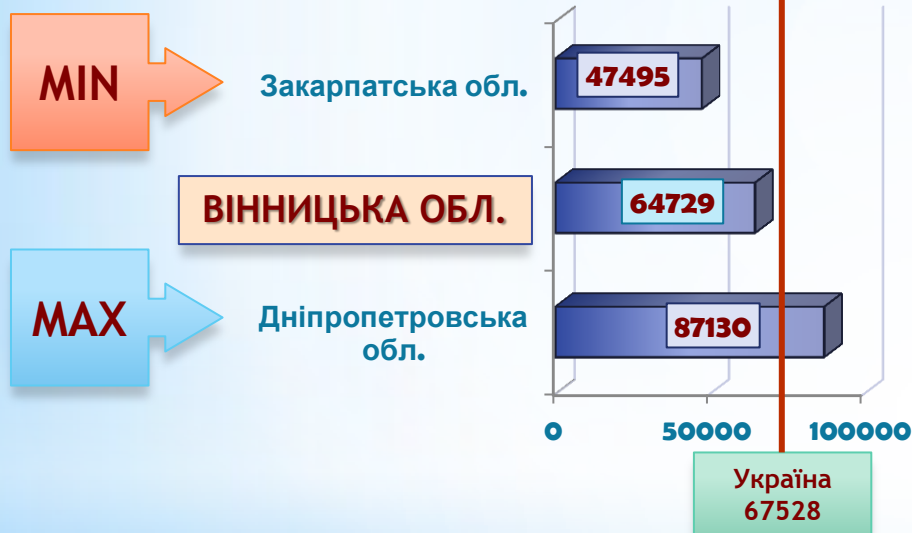 MIN
Закарпатська обл.
47495
ВІННИЦЬКА ОБЛ.
64729
MAX
Дніпропетровська
обл.
87130
0 50000 100000
Україна
67528